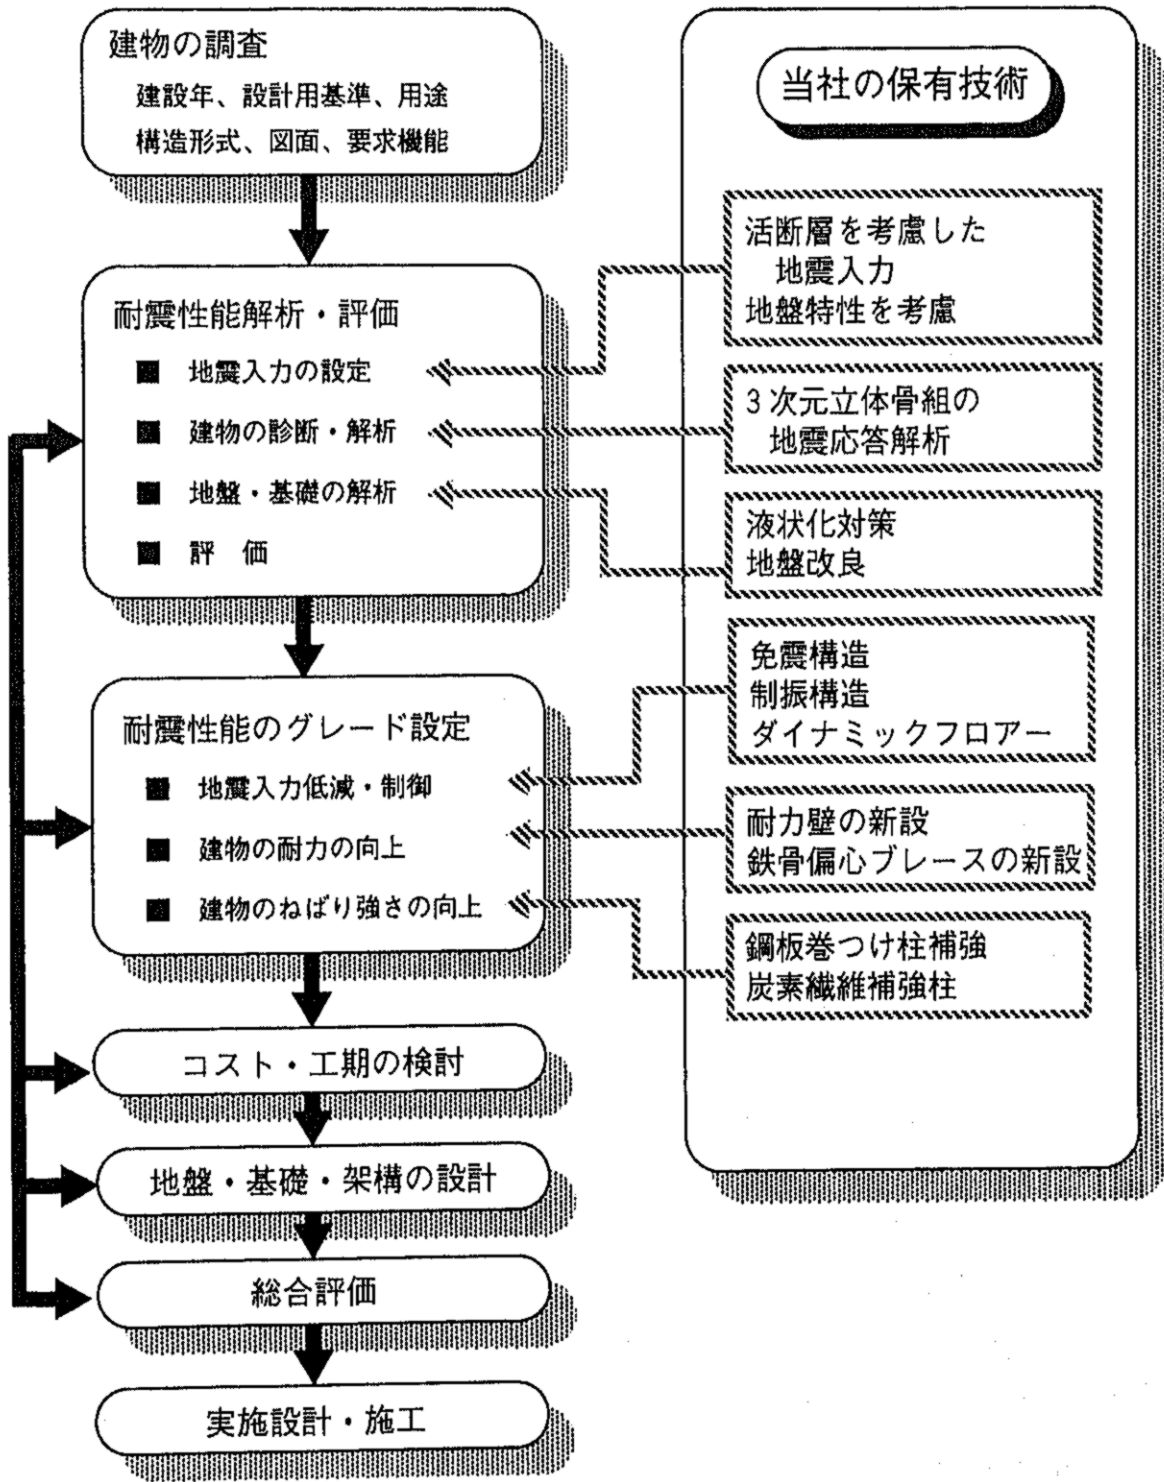 建物の調査
建設年、設計用基準、用途
構造形式、図面、要求機能
耐震性能解析・評価
■ 地震入力の設定
■ 建物の診断・解析
■ 地盤・基礎の解析
■ 評 価
耐震性能のグレード設定
■ 地震入力低減・制御
■ 建物の耐力の向上
■ 建物のねばり強さの向上
コスト・工期の検討
地盤・基礎・架構の設計
総合評価
実施設計・施工
当社の保有技術
活断層を考慮した
地震入力
地盤特性を考慮
3次元立体骨組の
地震応答解析
液状化対策
地盤改良
免震構造
制振構造
ダイナミックフロアー
耐力壁の新設
鉄骨偏心ブレースの新設
鋼板巻つけ柱補強
炭素繊維補強柱